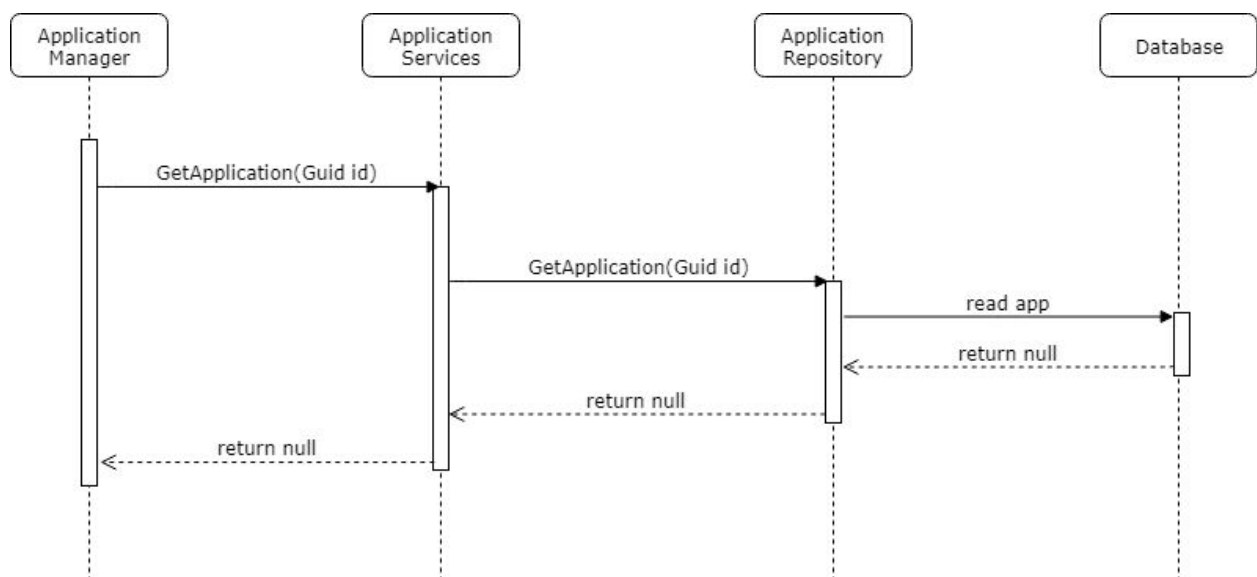 Application
Manager
Application
Services
Application
Repository
Database
GetApplication(Guid id)
GetApplication(Guid id)
read app
return null
return null
return null